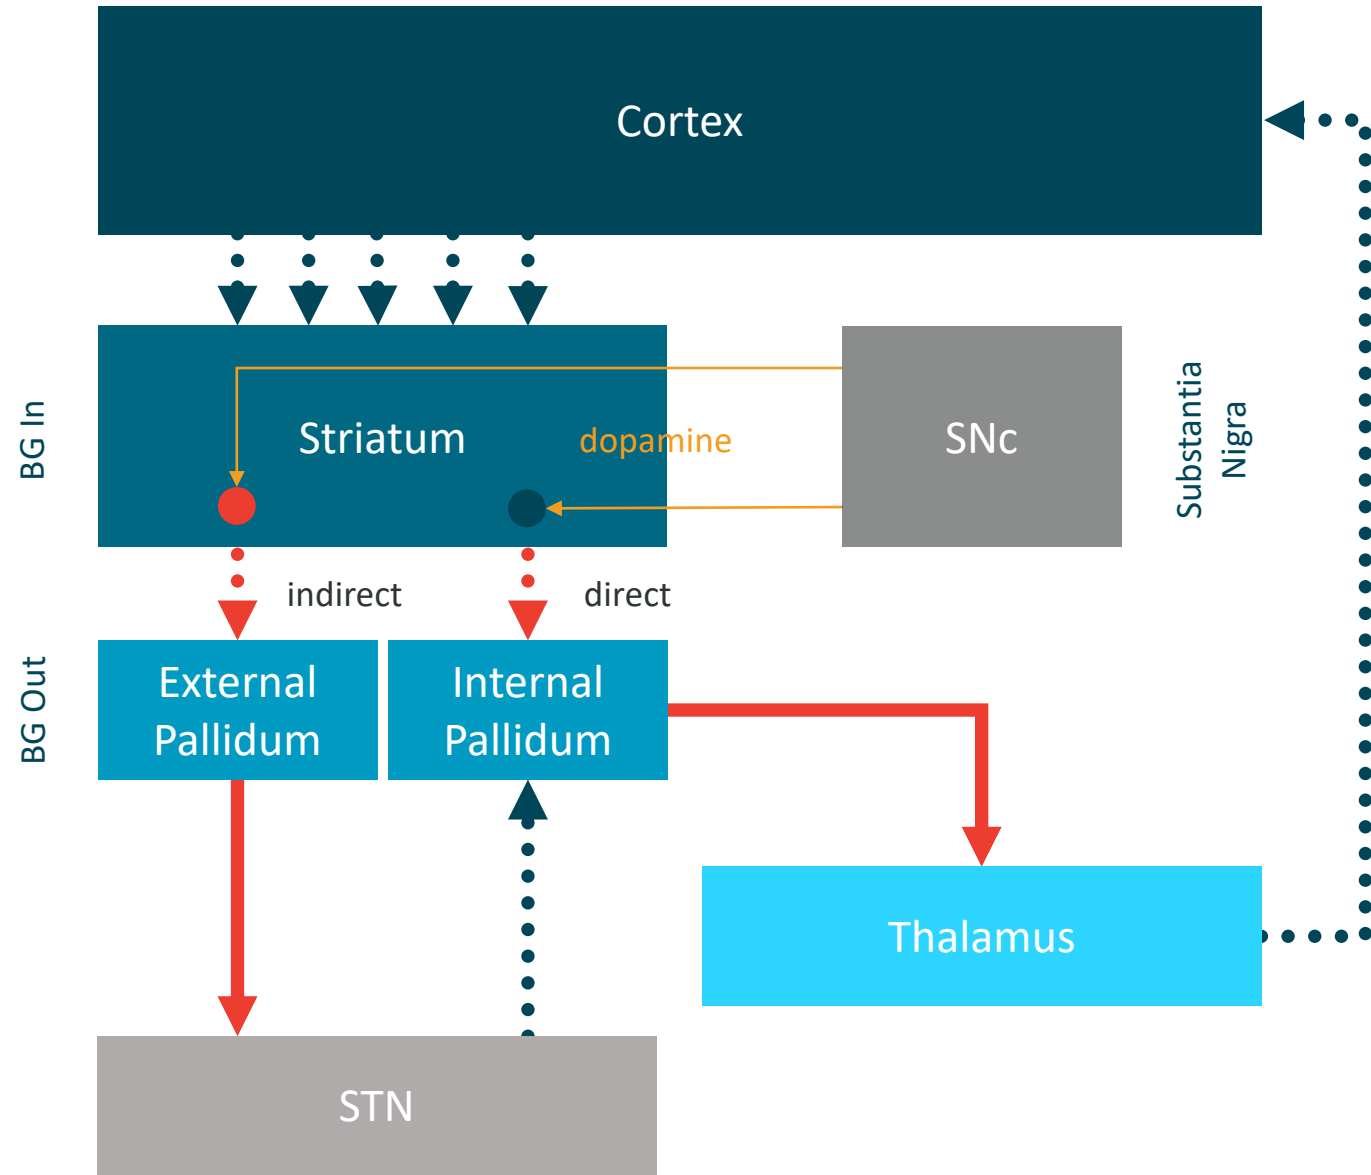 Cortex
BG In
Striatum
dopamine
SNc
Substantia
Nigra
indirect
direct
BG Out
External
Pallidum
Internal
Pallidum
Thalamus
STN